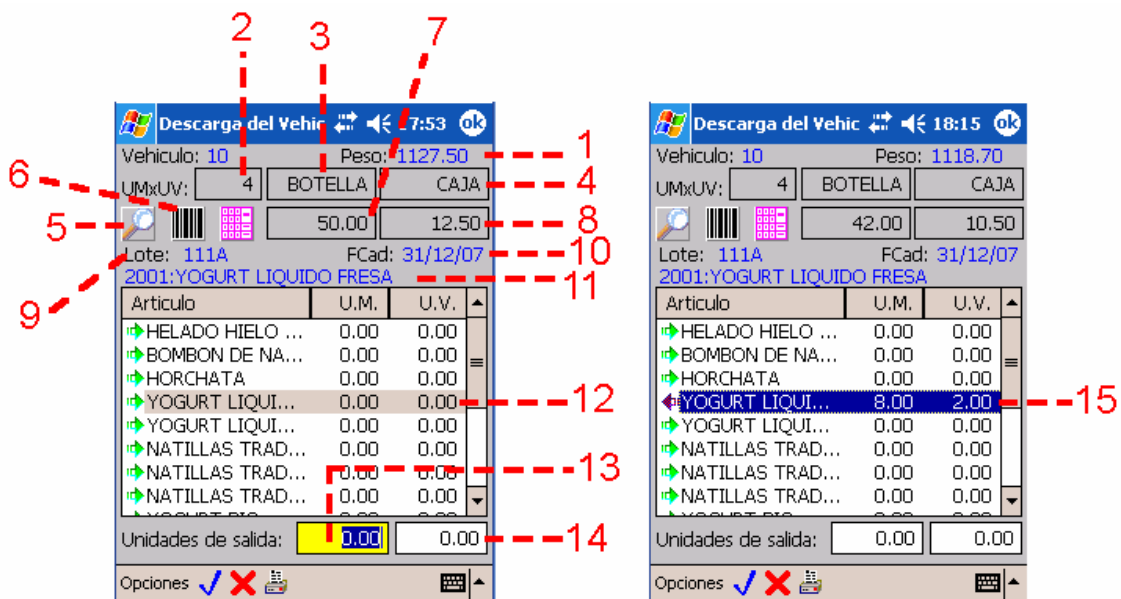 2
3
7
Descarga del Vehic 17:53 ok
Vehiculo: 10 Peso: 1127.50
1
6
UMxUV: 4 BOTELLA CAJA
4
5
50.00 12.50
8
Lote: 111A FCad: 31/12/07
10
9
2001:YOGURT LIQUIDO FRESA
11
Articulo U.M. U.V.
HELADO HIELO ... 0.00 0.00
BOMBON DE NA... 0.00 0.00
HORCHATA 0.00 0.00
YOGURT LIQUI... 0.00 0.00
12
YOGURT LIQUI... 0.00 0.00
NATILLAS TRAD... 0.00 0.00
NATILLAS TRAD... 0.00 0.00
13
NATILLAS TRAD... 0.00 0.00
Unidades de salida: 0.00 0.00
14
Opciones
Descarga del Vehic 18:15 ok
Vehiculo: 10 Peso: 1118.70
UMxUV: 4 BOTELLA CAJA
42.00 10.50
Lote: 111A FCad: 31/12/07
2001:YOGURT LIQUIDO FRESA
Articulo U.M. U.V.
HELADO HIELO ... 0.00 0.00
BOMBON DE NA... 0.00 0.00
HORCHATA 0.00 0.00
YOGURT LIQUI... 8.00 2.00
15
YOGURT LIQUI... 0.00 0.00
NATILLAS TRAD... 0.00 0.00
NATILLAS TRAD... 0.00 0.00
NATILLAS TRAD... 0.00 0.00
Unidades de salida: 0.00 0.00
Opciones